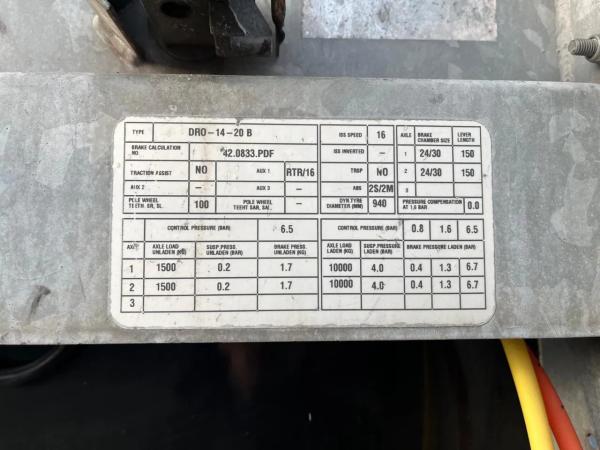 TYPE DRO-14-20 B ISS SPEED 16 AXLE BRAKE CHAMBER SIZE LEVER LENGTH
BRAKE CALCULATION NO. 42.0833.PDF ISS INVERTED – 1 24/30 150
TRACTION ASSIST NO AUX 1 RTR/16 TRSP NO 2 24/30 150
AUX 2 – AUX 3 – ABS 2S/2M 3
POLE WHEEL TEETH SR, SL. 100 POLE WHEEL TEEHT SAR, SAL. – DYN.TYRE DIAMETER (MM) 940 PRESSURE COMPENSATION AT 1,6 BAR 0.0
CONTROL PRESSURE (BAR) 6.5 CONTROL PRESSURE (BAR) 0.8 1.6 6.5
AXLE LOAD UNLADEN (KG) SUSP.PRESS. UNLADEN (BAR) BRAKE PRESS. UNLADEN (BAR) AXLE LOAD LADEN (KG) SUSP.PRESS. LADEN (BAR) BRAKE PRESSURE LADEN (BAR)
1 1500 0.2 1.7 10000 4.0 0.4 1.3 6.7
2 1500 0.2 1.7 10000 4.0 0.4 1.3 6.7
3